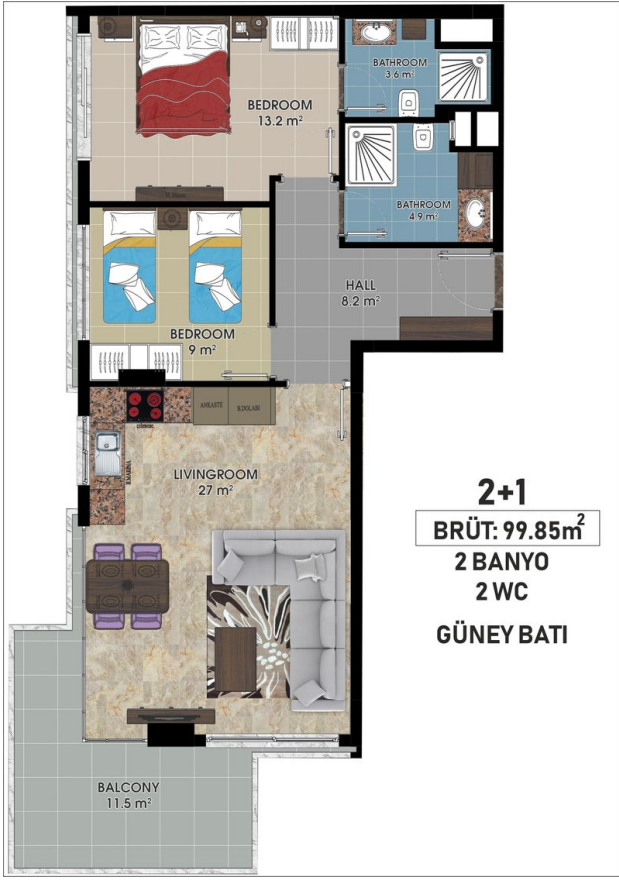 BATHROOM
3.6 m²
BEDROOM
13.2 m²
BATHROOM
4.9 m²
HALL
8.2 m²
BEDROOM
9 m²
ANKASTE
B.DOLABI
LIVINGROOM
27 m²
2+1
BRÜT: 99.85m²
2 BANYO
2 WC
GÜNEY BATI
BALCONY
11.5 m²